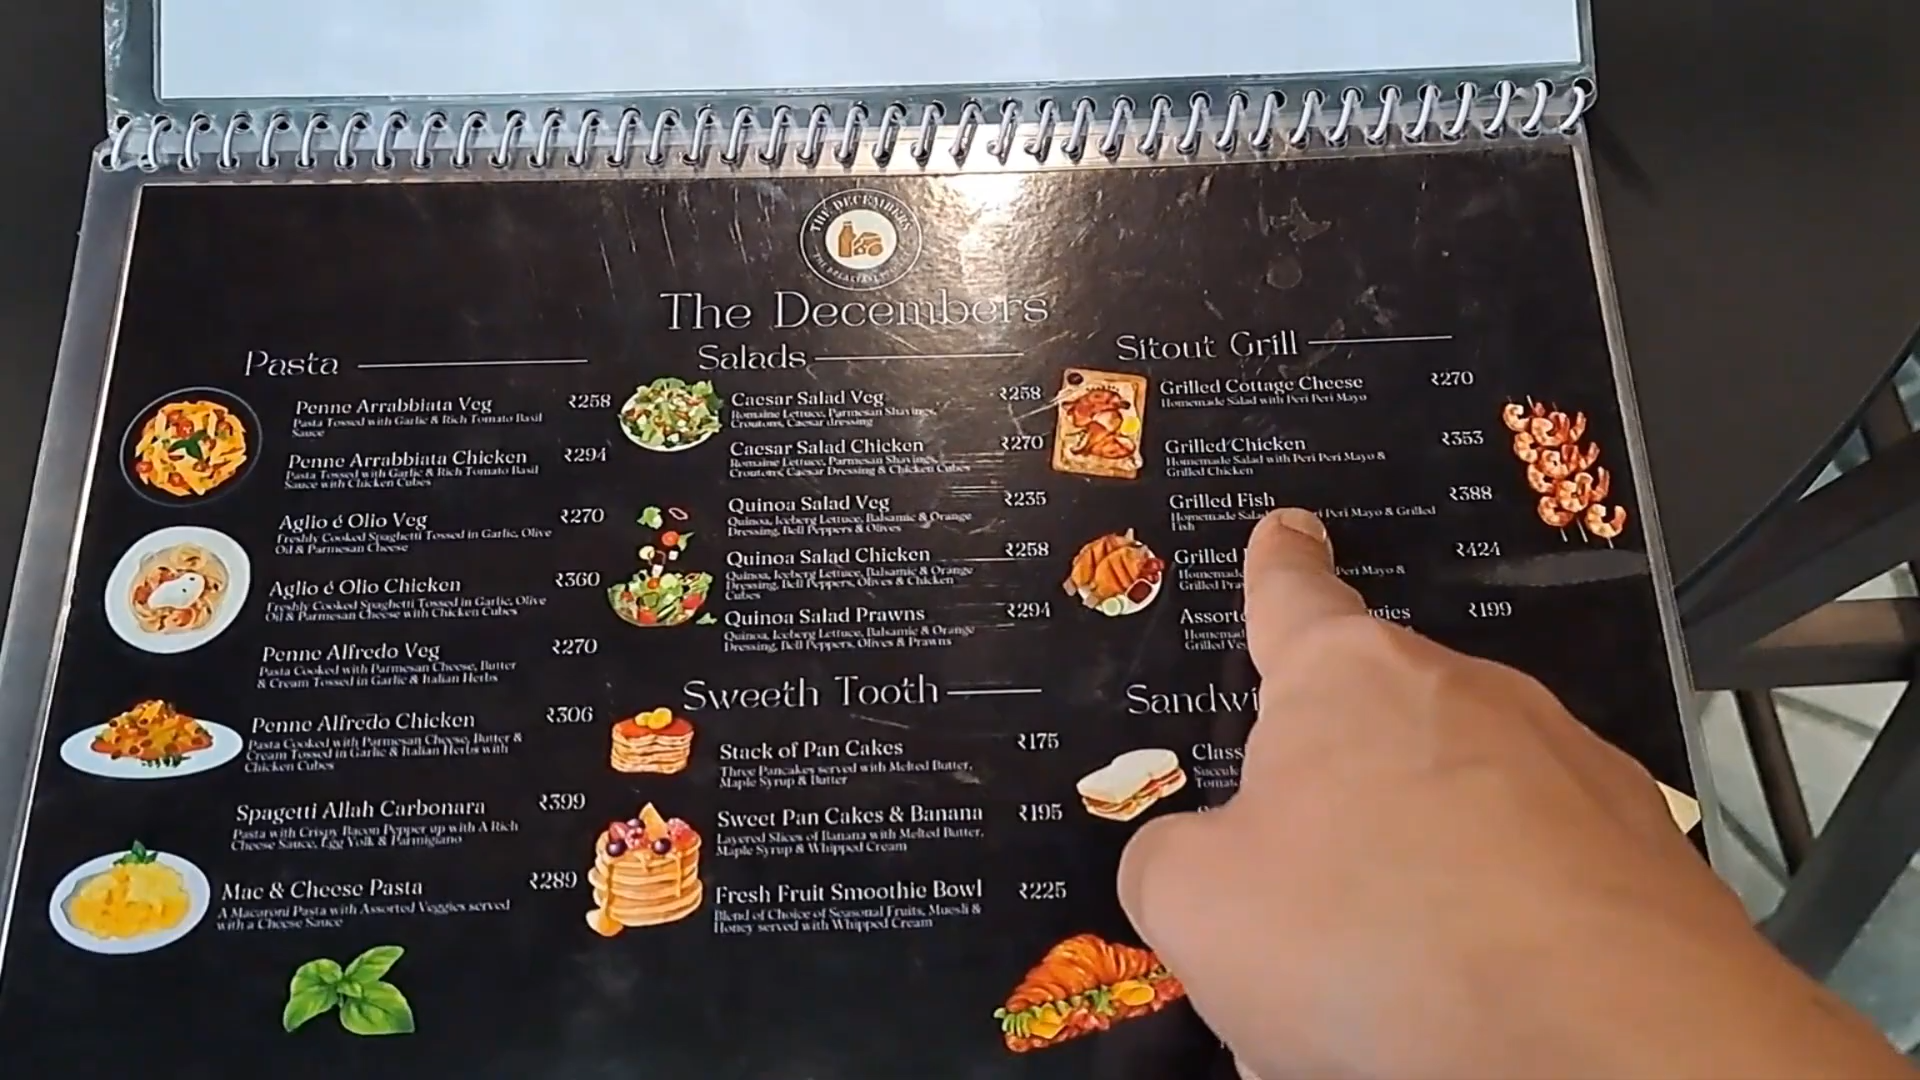 THE DECEMBERS
The Decembers
Pasta
Penne Arrabbiata Veg ₹258
Pasta Tossed with Garlic & Rich Tomato Basil
Sauce
Penne Arrabbiata Chicken ₹294
Pasta Tossed with Garlic & Rich Tomato Basil
Sauce with Chicken Cubes
Aglio é Olio Veg ₹270
Freshly Cooked Spaghetti Tossed in Garlic, Olive
Oil & Parmesan Cheese
Aglio é Olio Chicken ₹360
Freshly Cooked Spaghetti Tossed in Garlic, Olive
Oil & Parmesan Cheese with Chicken Cubes
Penne Alfredo Veg ₹270
Pasta Cooked with Parmesan Cheese, Butter
& Cream Tossed in Garlic & Italian Herbs
Penne Alfredo Chicken ₹306
Pasta Cooked with Parmesan Cheese, Butter &
Cream Tossed in Garlic & Italian Herbs with
Chicken Cubes
Spagetti Allah Carbonara ₹399
Pasta with Crispy Bacon Pepper up with A Rich
Cheese Sauce, Egg Yolk & Parmigiano
Mac & Cheese Pasta ₹289
A Macaroni Pasta with Assorted Veggies served
with a Cheese Sauce
Salads
Caesar Salad Veg ₹258
Romaine Lettuce, Parmesan Shavings,
Croutons, Caesar dressing
Caesar Salad Chicken ₹270
Romaine Lettuce, Parmesan Shavings,
Croutons, Caesar Dressing & Chicken Cubes
Quinoa Salad Veg ₹235
Quinoa, Iceberg Lettuce, Balsamic & Orange
Dressing, Bell Peppers & Olives
Quinoa Salad Chicken ₹258
Quinoa, Iceberg Lettuce, Balsamic & Orange
Dressing, Bell Peppers, Olives & Chicken
Cubes
Quinoa Salad Prawns ₹294
Quinoa, Iceberg Lettuce, Balsamic & Orange
Dressing, Bell Peppers, Olives & Prawns
Sweeth Tooth
Stack of Pan Cakes ₹175
Three Pancakes served with Melted Butter,
Maple Syrup & Butter
Sweet Pan Cakes & Banana ₹195
Layered Slices of Banana with Melted Butter,
Maple Syrup & Whipped Cream
Fresh Fruit Smoothie Bowl ₹225
Blend of Choice of Seasonal Fruits, Muesli &
Honey served with Whipped Cream
Sitout Grill
Grilled Cottage Cheese ₹270
Homemade Salad with Peri Peri Mayo
Grilled Chicken ₹353
Homemade Salad with Peri Peri Mayo &
Grilled Chicken
Grilled Fish ₹388
Homemade Peri Mayo & Grilled
Fish
Grilled ₹424
Homemade Peri Mayo &
Grilled
₹199
Grilled